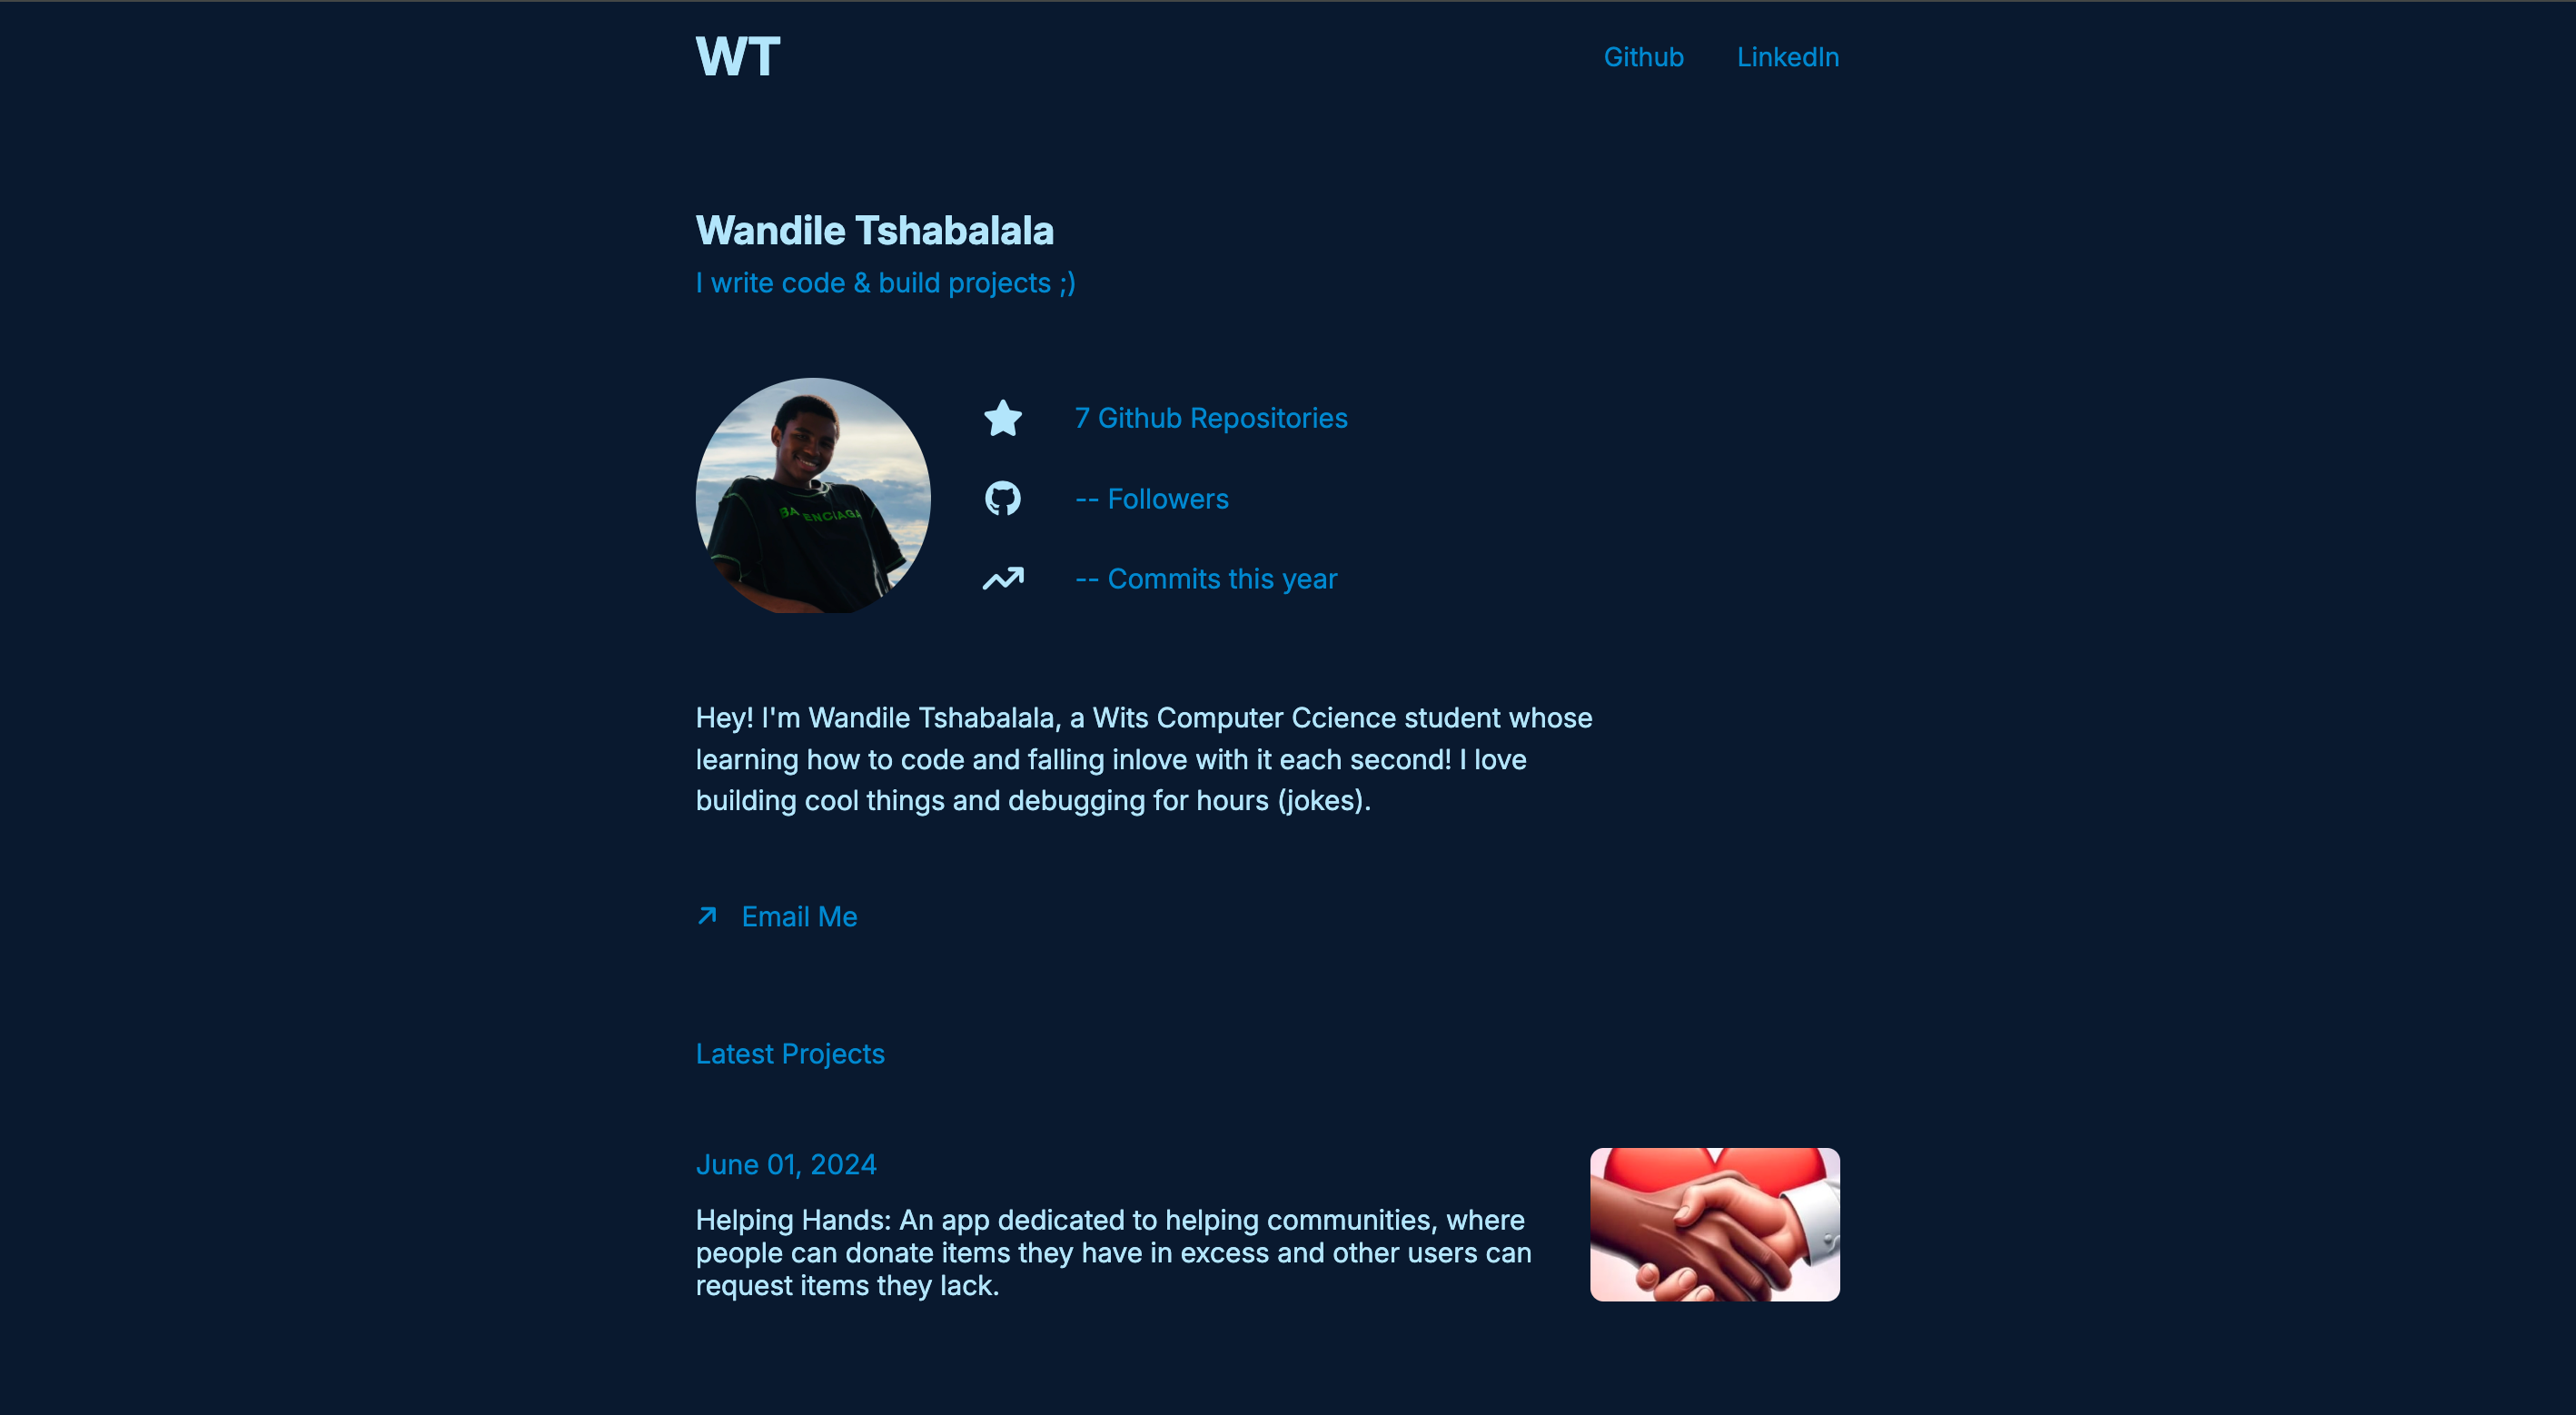 WT
Github
LinkedIn
Wandile Tshabalala
I write code & build projects ;)
BA ENCIAGA
7 Github Repositories
-- Followers
-- Commits this year
Hey! I'm Wandile Tshabalala, a Wits Computer Ccience student whose
learning how to code and falling inlove with it each second! I love
building cool things and debugging for hours (jokes).
Email Me
Latest Projects
June 01, 2024
Helping Hands: An app dedicated to helping communities, where
people can donate items they have in excess and other users can
request items they lack.